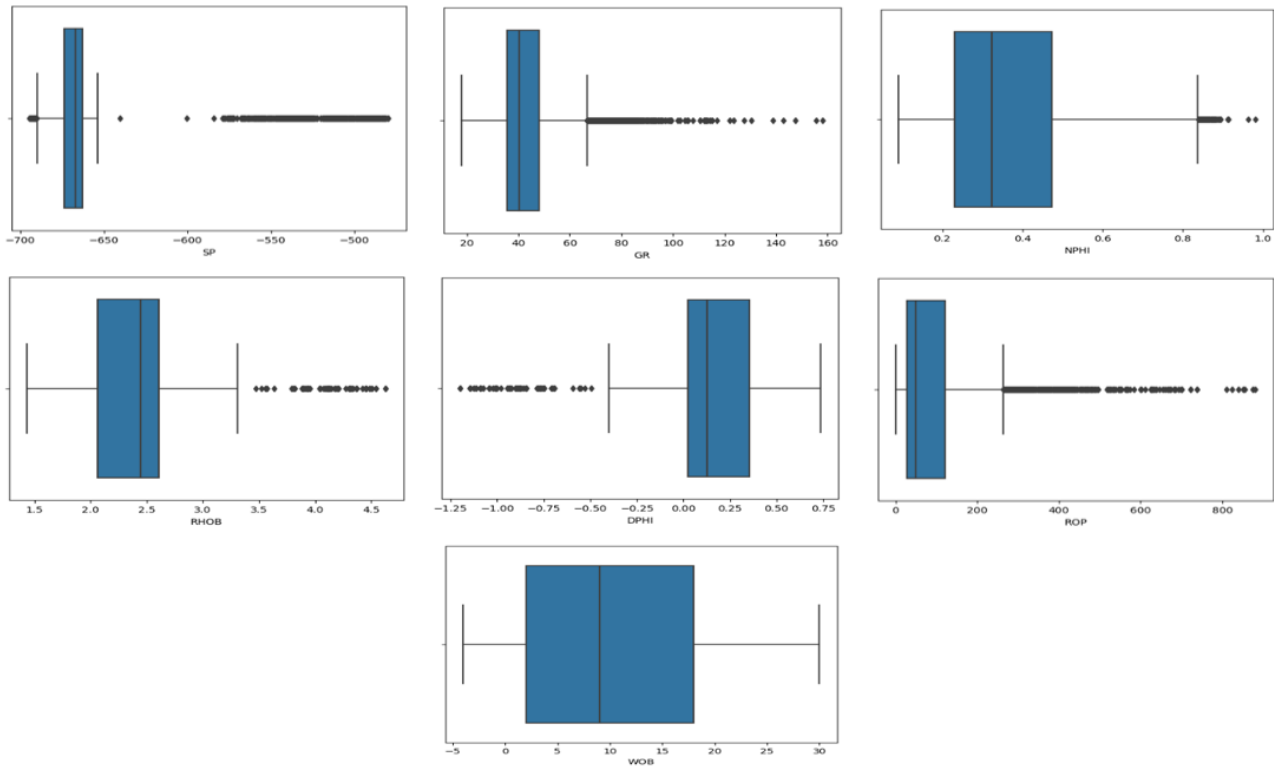 −700 −650 −600 −550 −500
SP
20 40 60 80 100 120 140 160
GR
0.2 0.4 0.6 0.8 1.0
NPHI
1.5 2.0 2.5 3.0 3.5 4.0 4.5
RHOB
−1.25 −1.00 −0.75 −0.50 −0.25 0.00 0.25 0.50 0.75
DPHI
0 200 400 600 800
ROP
−5 0 5 10 15 20 25 30
WOB